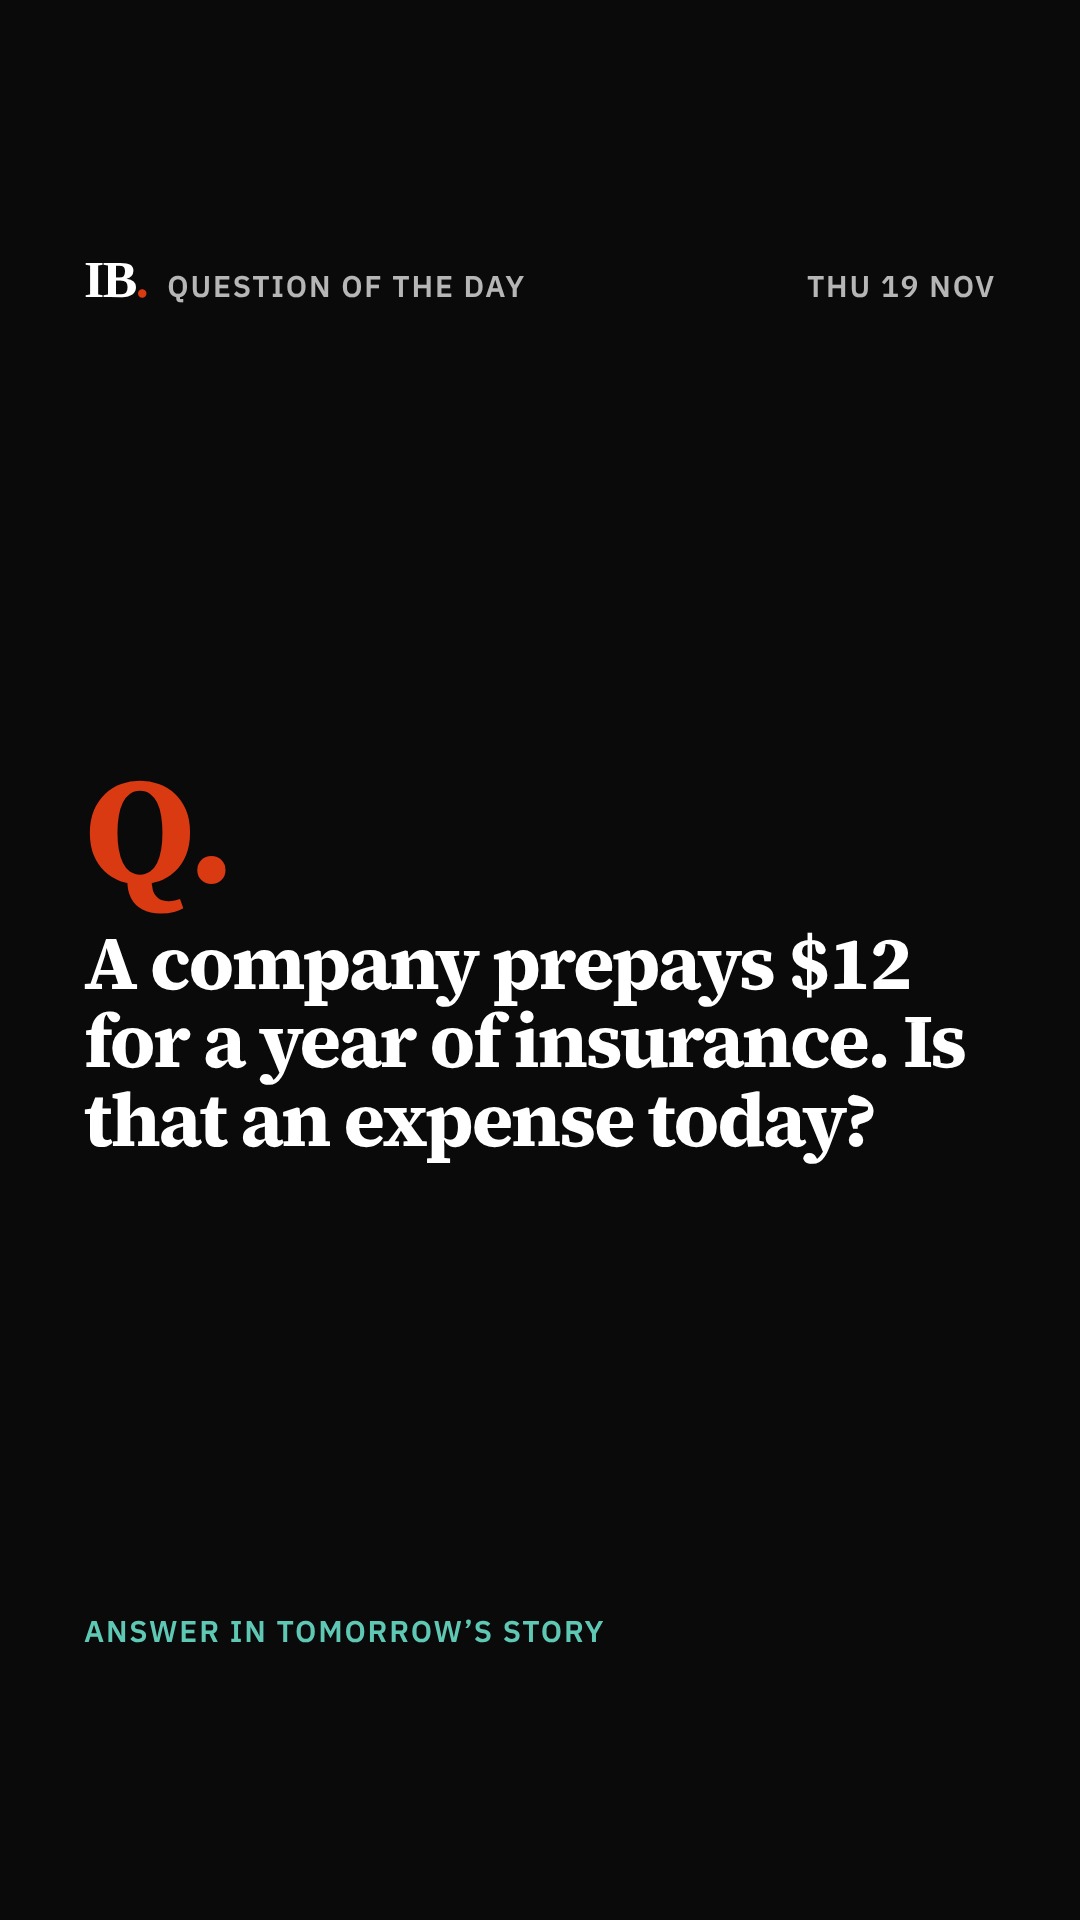 IB. QUESTION OF THE DAY THU 19 NOV
Q.
A company prepays $12
for a year of insurance. Is
that an expense today?
ANSWER IN TOMORROW’S STORY